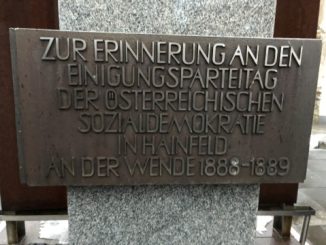 ZUR ERINNERUNG AN DEN
EINIGUNGSPARTEITAG
DER ÖSTERREICHISCHEN
SOZIALDEMOKRATIE
IN HAINFELD
AN DER WENDE 1888-1889